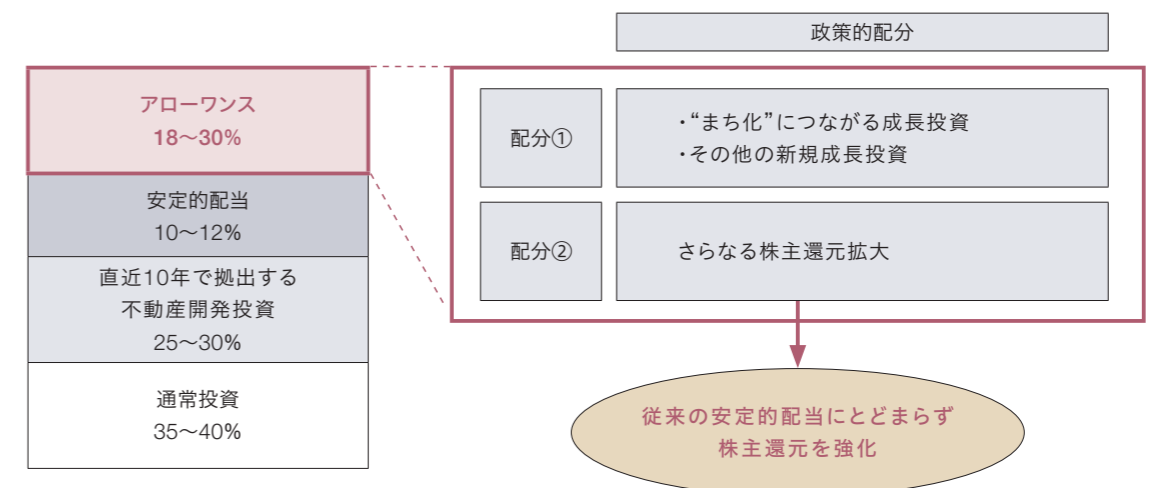 政策的配分
アローワンス
18〜30%
安定的配当
10〜12%
直近10年で拠出する
不動産開発投資
25〜30%
通常投資
35〜40%
配分①
・“まち化”につながる成長投資
・その他の新規成長投資
配分②
さらなる株主還元拡大
従来の安定的配当にとどまらず
株主還元を強化